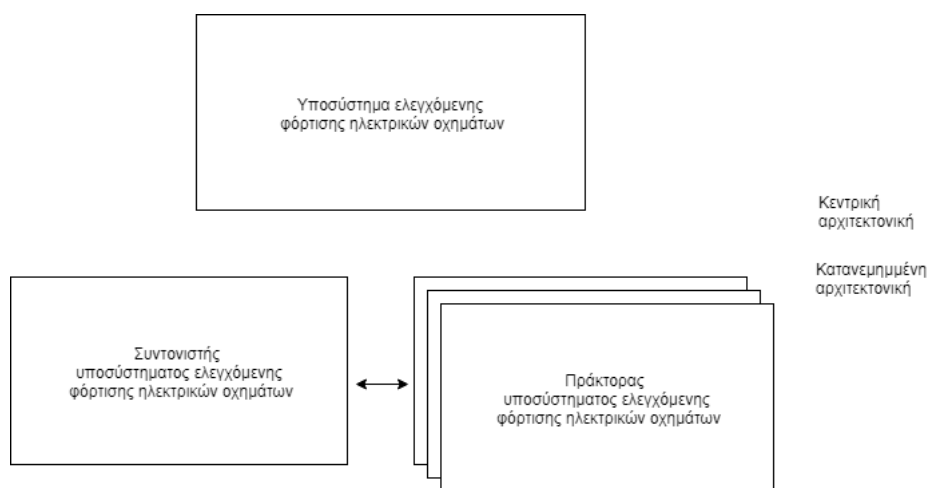 Υποσύστημα ελεγχόμενης
φόρτισης ηλεκτρικών οχημάτων
Κεντρική
αρχιτεκτονική
Κατανεμημμένη
αρχιτεκτονική
Συντονιστής
υποσύστηματος ελεγχόμενης
φόρτισης ηλεκτρικών οχημάτων
Πράκτορας
υποσύστηματος ελεγχόμενης
φόρτισης ηλεκτρικών οχημάτων